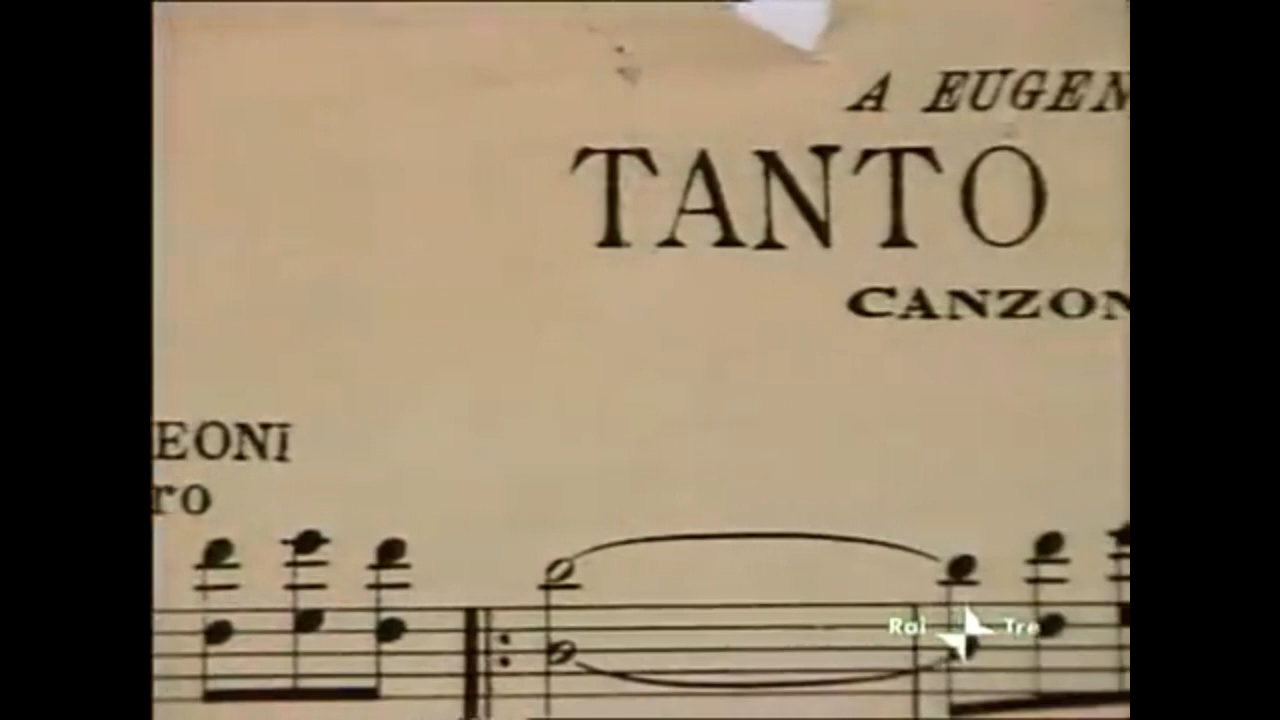 A EUGEN
TANTO
CANZON
EONI
ro
Rai Tre